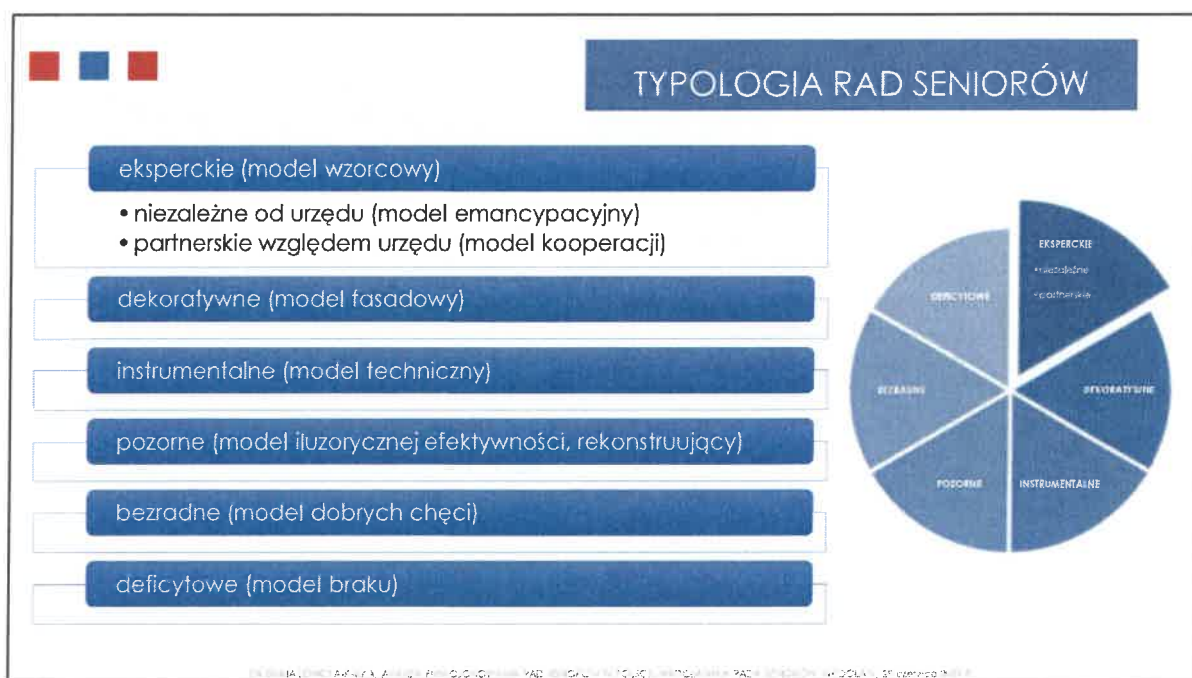 TYPOLOGIA RAD SENIORÓW
eksperckie (model wzorcowy)
• niezależne od urzędu (model emancypacyjny)
• partnerskie względem urzędu (model kooperacji)
dekoratywne (model fasadowy)
instrumentalne (model techniczny)
pozorne (model iluzorycznej efektywności, rekonstruujący)
bezradne (model dobrych chęci)
deficytowe (model braku)
EKSPERCKIE
•niezależne
•partnerskie
DEFICYTOWE
BEZRADNE
DEKORATYWNE
POZORNE
INSTRUMENTALNE